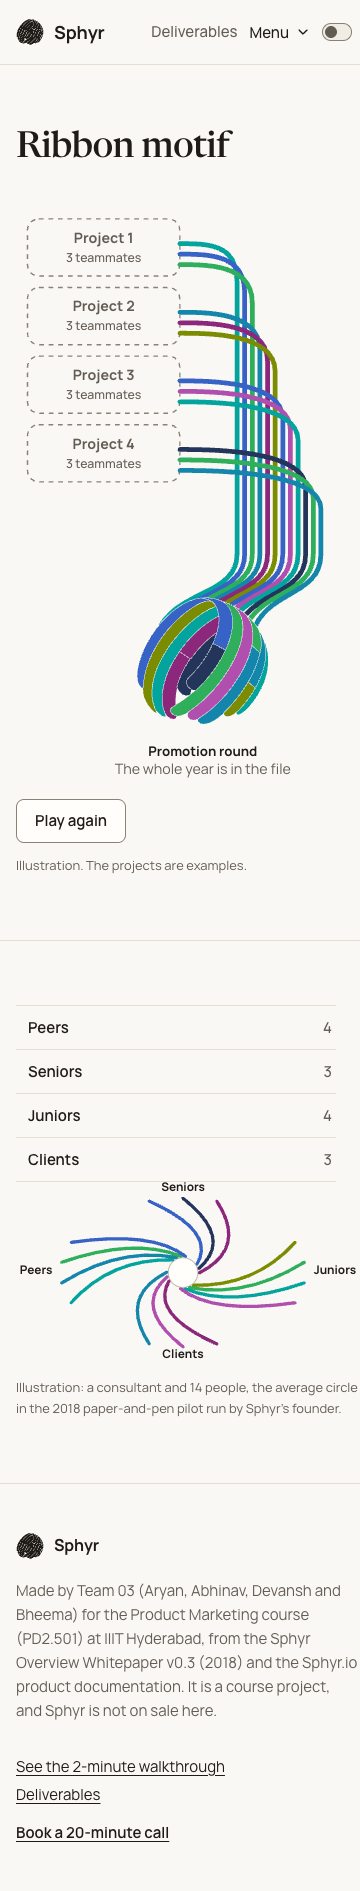 Sphyr
Deliverables
Menu
Ribbon motif
Project 1
3 teammates
Project 2
3 teammates
Project 3
3 teammates
Project 4
3 teammates
Promotion round
The whole year is in the file
Play again
Illustration. The projects are examples.
Peers 4
Seniors 3
Juniors 4
Clients 3
Seniors
Peers
Juniors
Clients
Illustration: a consultant and 14 people, the average circle
in the 2018 paper-and-pen pilot run by Sphyr's founder.
Sphyr
Made by Team 03 (Aryan, Abhinav, Devansh and
Bheema) for the Product Marketing course
(PD2.501) at IIIT Hyderabad, from the Sphyr
Overview Whitepaper v0.3 (2018) and the Sphyr.io
product documentation. It is a course project,
and Sphyr is not on sale here.
See the 2-minute walkthrough
Deliverables
Book a 20-minute call